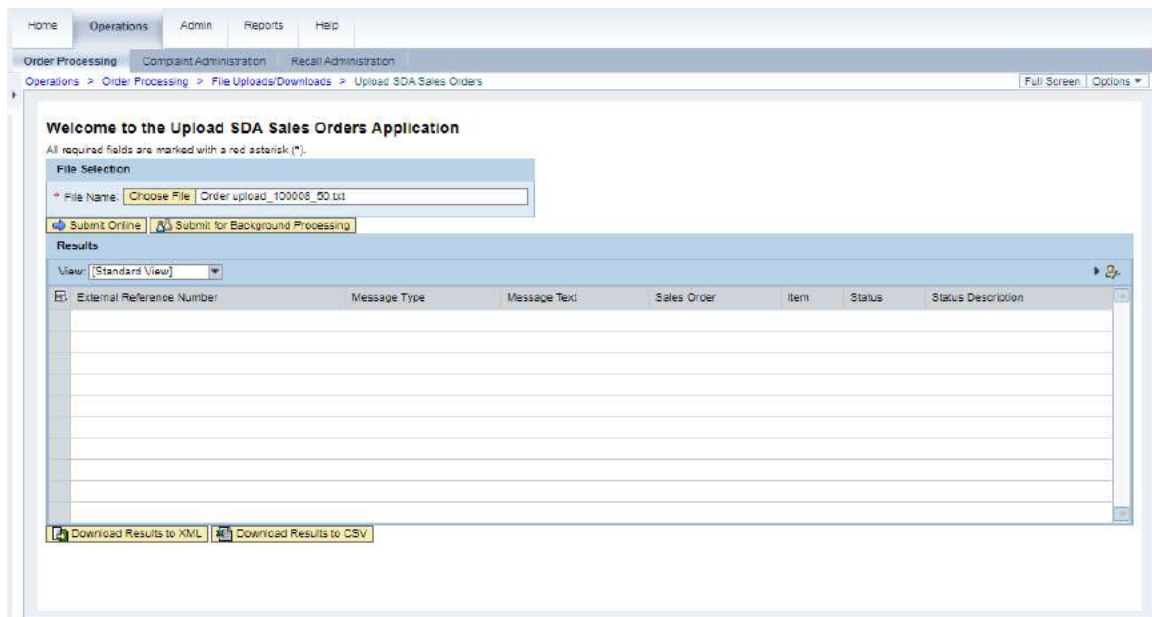 Home Operations Admin Reports Help
Order Processing Complaint Administration Recall Administration
Operations > Order Processing > File Uploads/Downloads > Upload SDA Sales Orders Full Screen Options
Welcome to the Upload SDA Sales Orders Application
All required fields are marked with a red asterisk (*).
File Selection
* File Name: Choose File Order upload_100008_50.txt
Submit Online Submit for Background Processing
Results
View: [Standard View]
External Reference Number Message Type Message Text Sales Order Item Status Status Description
Download Results to XML Download Results to CSV